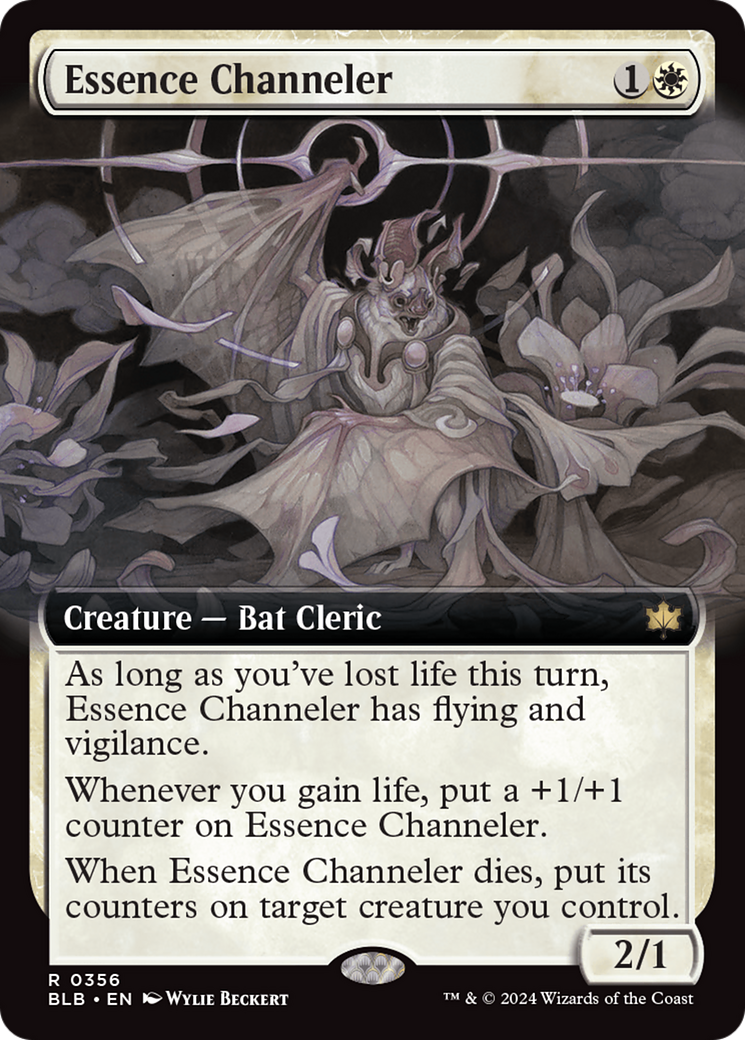 Essence Channeler 1
Creature — Bat Cleric
As long as you've lost life this turn,
Essence Channeler has flying and
vigilance.
Whenever you gain life, put a +1/+1
counter on Essence Channeler.
When Essence Channeler dies, put its
counters on target creature you control.
2/1
R 0356
BLB • EN Wylie Beckert
™ & © 2024 Wizards of the Coast